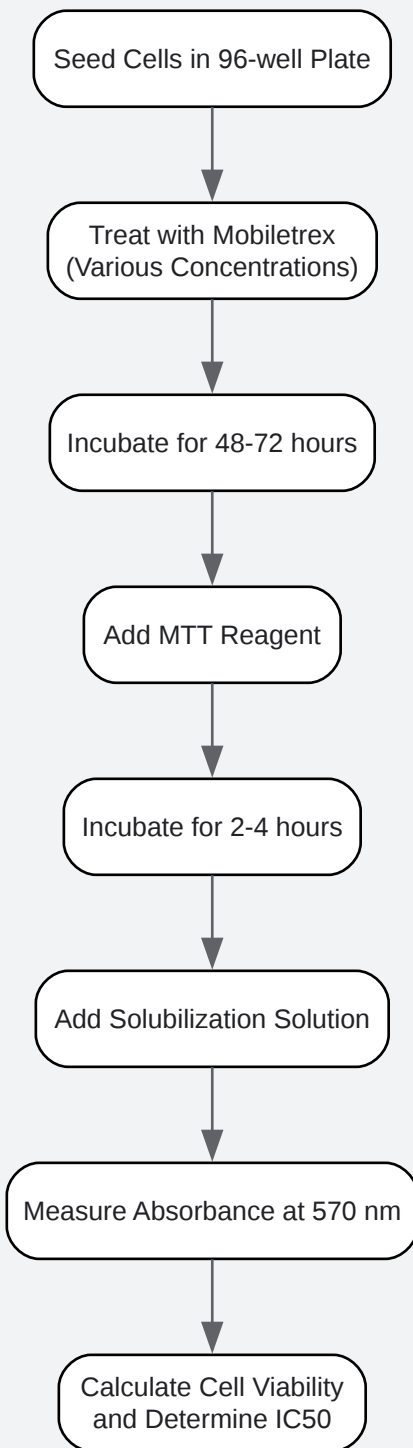 Seed Cells in 96-well Plate
Treat with Mobiletrex
(Various Concentrations)
Incubate for 48-72 hours
Add MTT Reagent
Incubate for 2-4 hours
Add Solubilization Solution
Measure Absorbance at 570 nm
Calculate Cell Viability
and Determine IC50